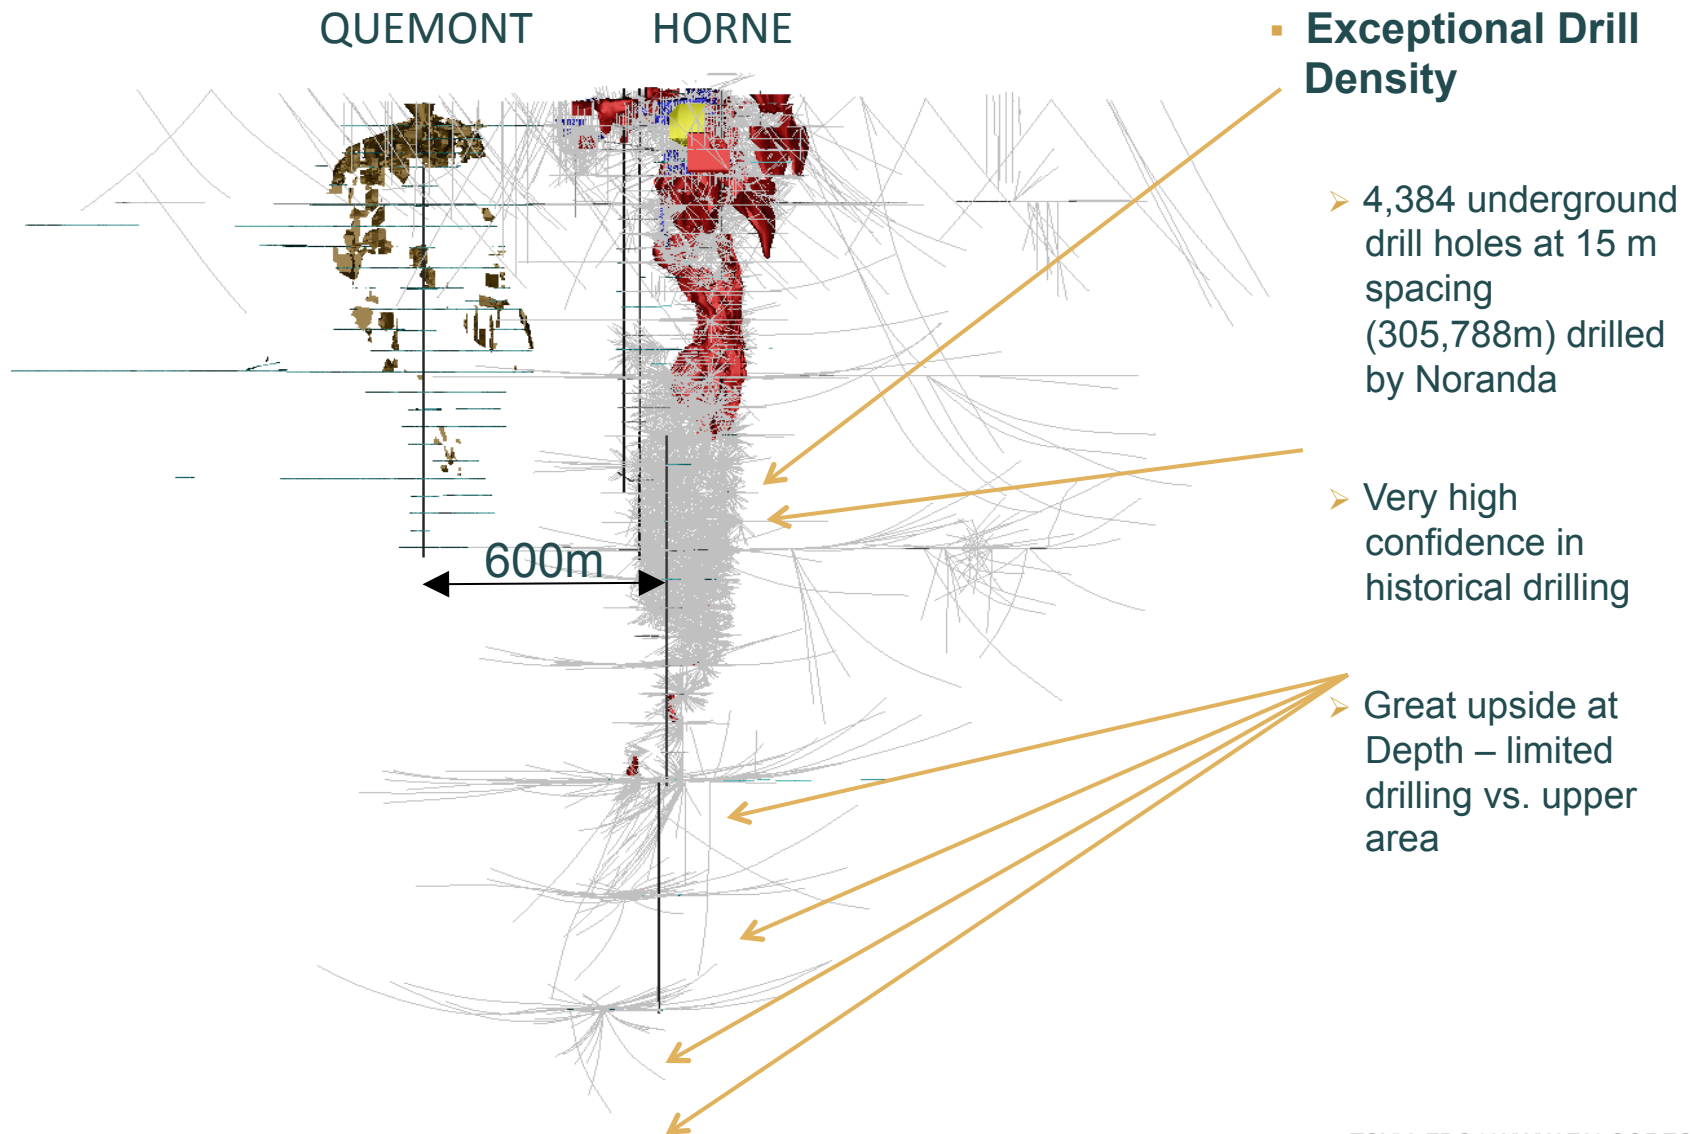 QUEMONT HORNE
▪ Exceptional Drill
Density
➢ 4,384 underground
drill holes at 15 m
spacing
(305,788m) drilled
by Noranda
600m
➢ Very high
confidence in
historical drilling
➢ Great upside at
Depth – limited
drilling vs. upper
area